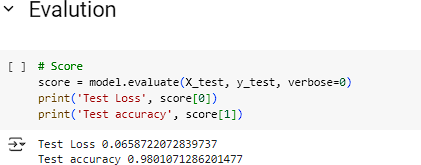 Evalution
[ ] # Score
score = model.evaluate(X_test, y_test, verbose=0)
print('Test Loss', score[0])
print('Test accuracy', score[1])
Test Loss 0.0658722072839737
Test accuracy 0.9801071286201477